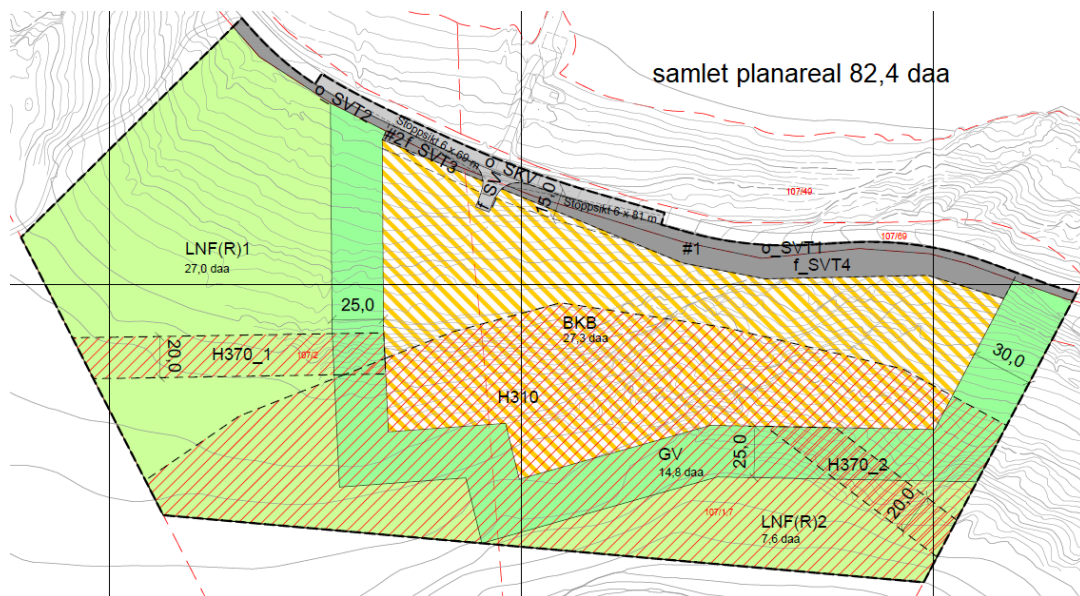 samlet planareal 82,4 daa
o_SVT2
Stoppsikt 6 x 69 m
#2
f_SVT3
o_SKV
f_SV
15,0
Stoppsikt 6 x 81 m
107/49
107/69
#1
o_SVT1
f_SVT4
LNF(R)1
27,0 daa
25,0
BKB
27,3 daa
20,0
H370_1
107/2
30,0
H310
GV
14,8 daa
25,0
H370_2
20,0
107/1,7
LNF(R)2
7,6 daa